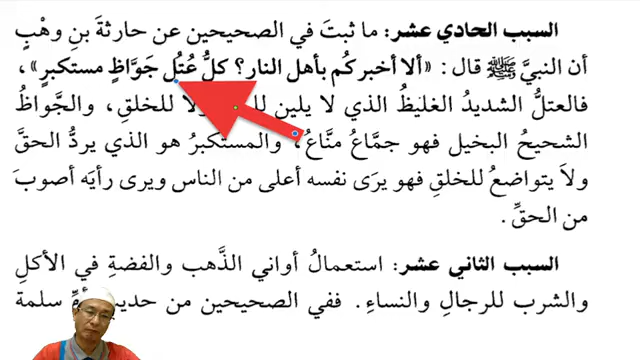 السبب الحادي عشر: ما ثبتَ في الصحيحين عن حارثةَ بنِ وهْبٍ
أن النبيَّ ﷺ قال: «ألا أخبركُم بأهل النار؟ كلُّ عُتُلٍ جَوَّاظٍ مستكبرٍ»،
فالعتلُّ الشديدُ الغليظُ الذي لا يلين للـ ولا للخلقِ، والجَّواظُ
الشحيحُ البخيل فهو جمَّاعُ منَّاعُ، والمستكبرُ هو الذي يردُّ الحقَّ
ولاَ يتواضعُ للخلقِ فهو يرَى نفسه أعلى من الناس ويرى رأيَه أصوبَ
من الحقِّ.
السبب الثاني عشر: استعمالُ أواني الذَّهب والفضةِ في الأكلِ
والشرب للرجالِ والنساءِ. ففي الصحيحين من حديث أمِّ سلمة